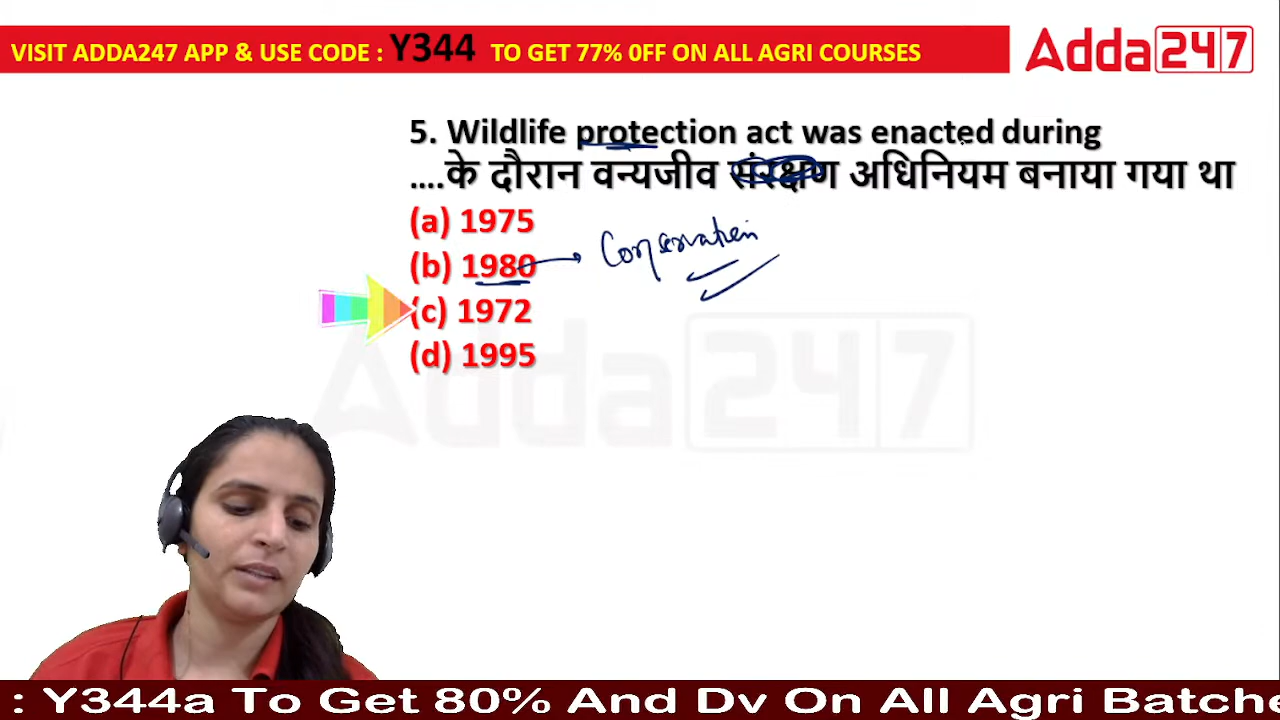 VISIT ADDA247 APP & USE CODE : Y344 TO GET 77% 0FF ON ALL AGRI COURSES
Adda247
5. Wildlife protection act was enacted during
....के दौरान वन्यजीव संरक्षण अधिनियम बनाया गया था
(a) 1975
(b) 1980
Conservation
(c) 1972
(d) 1995
Adda247
: Y344a To Get 80% And Dv On All Agri Batche